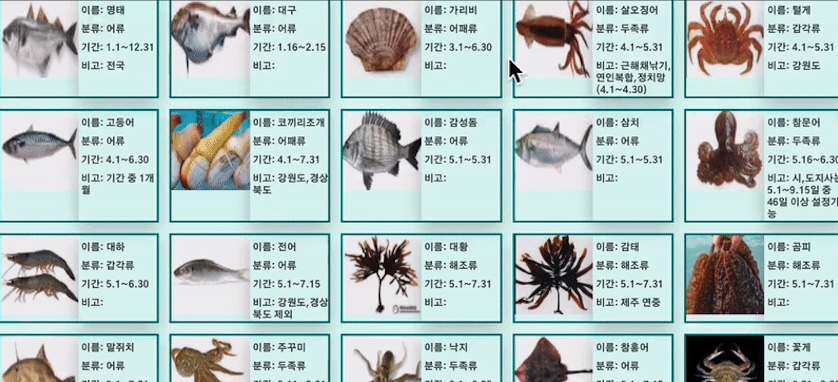 이름: 명태
분류: 어류
기간: 1.1~12.31
비고: 전국
이름: 대구
분류: 어류
기간: 1.16~2.15
비고:
이름: 가리비
분류: 어패류
기간: 3.1~6.30
비고:
이름: 살오징어
분류: 두족류
기간: 4.1~5.31
비고: 근해채낚기,
연인복합,정치망
(4.1~4.30)
이름: 털게
분류: 갑각류
기간: 4.1~5.31
비고: 강원도
이름: 고등어
분류: 어류
기간: 4.1~6.30
비고: 기간 중 1개
월
이름: 코끼리조개
분류: 어패류
기간: 4.1~7.31
비고: 강원도,경상
북도
이름: 감성돔
분류: 어류
기간: 5.1~5.31
비고:
이름: 삼치
분류: 어류
기간: 5.1~5.31
비고:
이름: 참문어
분류: 두족류
기간: 5.16~6.30
비고: 시,도지사는
5.1~9.15일 중
46일 이상 설정가
능
이름: 대하
분류: 갑각류
기간: 5.1~6.30
비고:
이름: 전어
분류: 어류
기간: 5.1~7.15
비고: 강원도,경상
북도 제외
이름: 대황
분류: 해조류
기간: 5.1~7.31
비고:
이름: 감태
분류: 해조류
기간: 5.1~7.31
비고: 제주 연중
이름: 곰피
분류: 해조류
기간: 5.1~7.31
비고:
이름: 말쥐치
분류: 어류
이름: 주꾸미
분류: 두족류
이름: 낙지
분류: 두족류
이름: 참홍어
분류: 어류
이름: 꽃게
분류: 갑각류